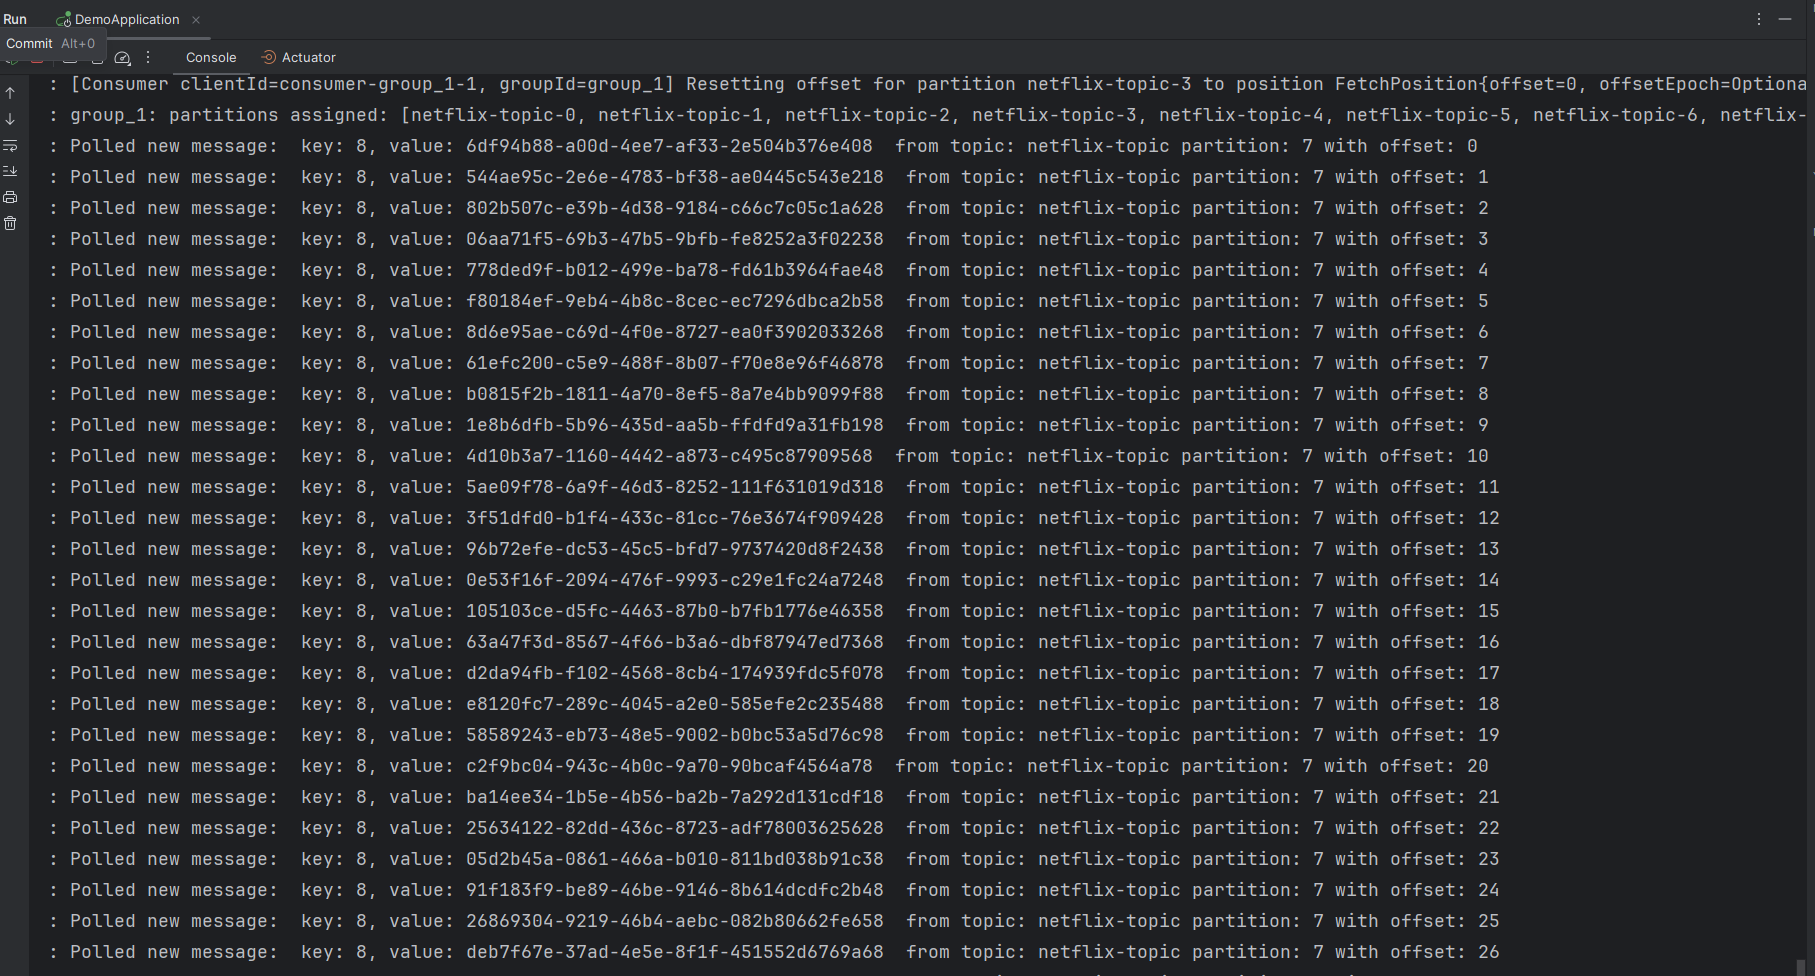 Run DemoApplication
Commit Alt+0
Console Actuator
: [Consumer clientId=consumer-group_1-1, groupId=group_1] Resetting offset for partition netflix-topic-3 to position FetchPosition{offset=0, offsetEpoch=Optiona
: group_1: partitions assigned: [netflix-topic-0, netflix-topic-1, netflix-topic-2, netflix-topic-3, netflix-topic-4, netflix-topic-5, netflix-topic-6, netflix-
: Polled new message:  key: 8, value: 6df94b88-a00d-4ee7-af33-2e504b376e408  from topic: netflix-topic partition: 7 with offset: 0
: Polled new message:  key: 8, value: 544ae95c-2e6e-4783-bf38-ae0445c543e218  from topic: netflix-topic partition: 7 with offset: 1
: Polled new message:  key: 8, value: 802b507c-e39b-4d38-9184-c66c7c05c1a628  from topic: netflix-topic partition: 7 with offset: 2
: Polled new message:  key: 8, value: 06aa71f5-69b3-47b5-9bfb-fe8252a3f02238  from topic: netflix-topic partition: 7 with offset: 3
: Polled new message:  key: 8, value: 778ded9f-b012-499e-ba78-fd61b3964fae48  from topic: netflix-topic partition: 7 with offset: 4
: Polled new message:  key: 8, value: f80184ef-9eb4-4b8c-8cec-ec7296dbca2b58  from topic: netflix-topic partition: 7 with offset: 5
: Polled new message:  key: 8, value: 8d6e95ae-c69d-4f0e-8727-ea0f3902033268  from topic: netflix-topic partition: 7 with offset: 6
: Polled new message:  key: 8, value: 61efc200-c5e9-488f-8b07-f70e8e96f46878  from topic: netflix-topic partition: 7 with offset: 7
: Polled new message:  key: 8, value: b0815f2b-1811-4a70-8ef5-8a7e4bb9099f88  from topic: netflix-topic partition: 7 with offset: 8
: Polled new message:  key: 8, value: 1e8b6dfb-5b96-435d-aa5b-ffdfd9a31fb198  from topic: netflix-topic partition: 7 with offset: 9
: Polled new message:  key: 8, value: 4d10b3a7-1160-4442-a873-c495c87909568  from topic: netflix-topic partition: 7 with offset: 10
: Polled new message:  key: 8, value: 5ae09f78-6a9f-46d3-8252-111f631019d318  from topic: netflix-topic partition: 7 with offset: 11
: Polled new message:  key: 8, value: 3f51dfd0-b1f4-433c-81cc-76e3674f909428  from topic: netflix-topic partition: 7 with offset: 12
: Polled new message:  key: 8, value: 96b72efe-dc53-45c5-bfd7-9737420d8f2438  from topic: netflix-topic partition: 7 with offset: 13
: Polled new message:  key: 8, value: 0e53f16f-2094-476f-9993-c29e1fc24a7248  from topic: netflix-topic partition: 7 with offset: 14
: Polled new message:  key: 8, value: 105103ce-d5fc-4463-87b0-b7fb1776e46358  from topic: netflix-topic partition: 7 with offset: 15
: Polled new message:  key: 8, value: 63a47f3d-8567-4f66-b3a6-dbf87947ed7368  from topic: netflix-topic partition: 7 with offset: 16
: Polled new message:  key: 8, value: d2da94fb-f102-4568-8cb4-174939fdc5f078  from topic: netflix-topic partition: 7 with offset: 17
: Polled new message:  key: 8, value: e8120fc7-289c-4045-a2e0-585efe2c235488  from topic: netflix-topic partition: 7 with offset: 18
: Polled new message:  key: 8, value: 58589243-eb73-48e5-9002-b0bc53a5d76c98  from topic: netflix-topic partition: 7 with offset: 19
: Polled new message:  key: 8, value: c2f9bc04-943c-4b0c-9a70-90bcaf4564a78  from topic: netflix-topic partition: 7 with offset: 20
: Polled new message:  key: 8, value: ba14ee34-1b5e-4b56-ba2b-7a292d131cdf18  from topic: netflix-topic partition: 7 with offset: 21
: Polled new message:  key: 8, value: 25634122-82dd-436c-8723-adf78003625628  from topic: netflix-topic partition: 7 with offset: 22
: Polled new message:  key: 8, value: 05d2b45a-0861-466a-b010-811bd038b91c38  from topic: netflix-topic partition: 7 with offset: 23
: Polled new message:  key: 8, value: 91f183f9-be89-46be-9146-8b614dcdfc2b48  from topic: netflix-topic partition: 7 with offset: 24
: Polled new message:  key: 8, value: 26869304-9219-46b4-aebc-082b80662fe658  from topic: netflix-topic partition: 7 with offset: 25
: Polled new message:  key: 8, value: deb7f67e-37ad-4e5e-8f1f-451552d6769a68  from topic: netflix-topic partition: 7 with offset: 26